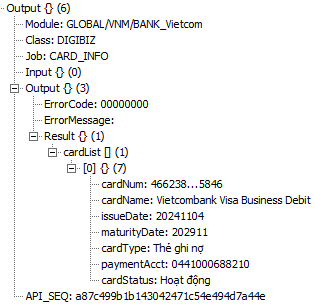 Output {} (6)
Module: GLOBAL/VNM/BANK_Vietcom
Class: DIGIBIZ
Job: CARD_INFO
Input {} (0)
Output {} (3)
ErrorCode: 00000000
ErrorMessage:
Result {} (1)
cardList [] (1)
[0] {} (7)
cardNum: 466238...5846
cardName: Vietcombank Visa Business Debit
issueDate: 20241104
maturityDate: 202911
cardType: Thẻ ghi nợ
paymentAcct: 0441000688210
cardStatus: Hoạt động
API_SEQ: a87c499b1b143042471c54e494d7a44e